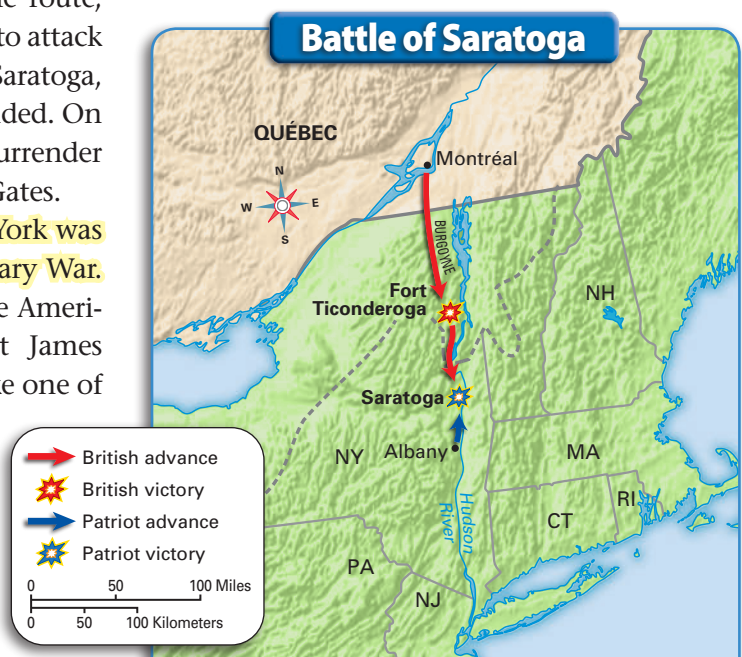 to attack
Saratoga,
ded. On
urrender
Gates.
York was
ary War.
e Ameri-
t James
e one of
Battle of Saratoga
QUÉBEC
N
W E
S
Montréal
BURGOYNE
Fort
Ticonderoga
NH
Saratoga
NY
Albany
MA
Hudson
River
CT
RI
PA
NJ
British advance
British victory
Patriot advance
Patriot victory
0 50 100 Miles
0 50 100 Kilometers